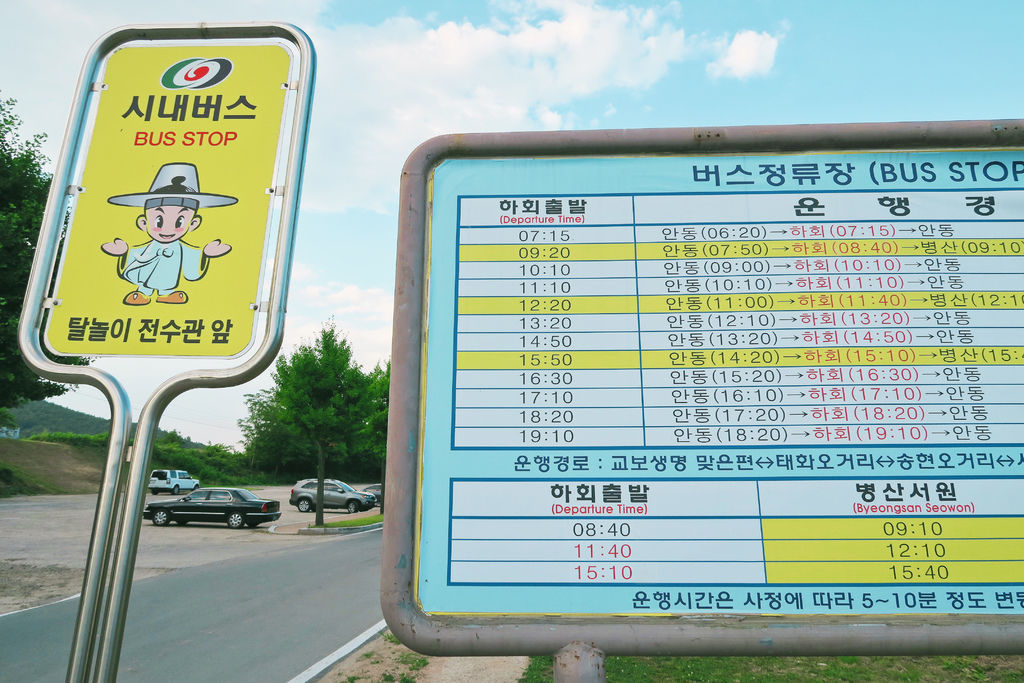 시내버스
BUS STOP
탈놀이 전수관 앞
버스정류장 (BUS STOP
하회출발 운 행 경
(Departure Time)
07:15 안동(06:20)→하회(07:15)→안동
09:20 안동(07:50)→하회(08:40)→병산(09:10)
10:10 안동(09:00)→하회(10:10)→안동
11:10 안동(10:10)→하회(11:10)→안동
12:20 안동(11:00)→하회(11:40)→병산(12:10
13:20 안동(12:10)→하회(13:20)→안동
14:50 안동(13:20)→하회(14:50)→안동
15:50 안동(14:20)→하회(15:10)→병산(15:4
16:30 안동(15:20)→하회(16:30)→안동
17:10 안동(16:10)→하회(17:10)→안동
18:20 안동(17:20)→하회(18:20)→안동
19:10 안동(18:20)→하회(19:10)→안동
운행경로 : 교보생명 맞은편↔태화오거리↔송현오거리↔
하회출발 병산서원
(Departure Time) (Byeongsan Seowon)
08:40 09:10
11:40 12:10
15:10 15:40
운행시간은 사정에 따라 5~10분 정도 변동